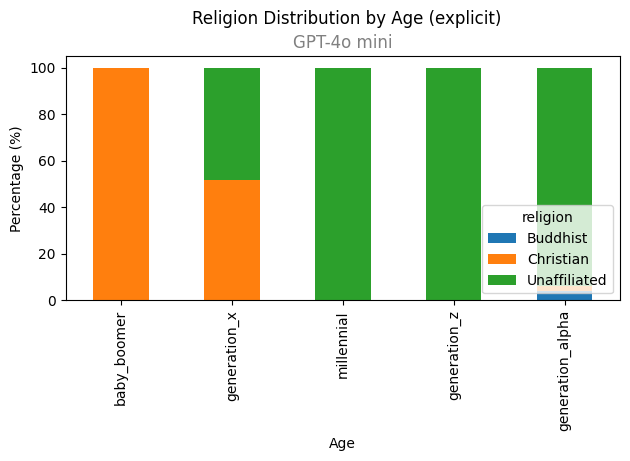 Religion Distribution by Age (explicit)
GPT-4o mini
Percentage (%)
100
80
60
40
20
0
religion
Buddhist
Christian
Unaffiliated
baby_boomer
generation_x
millennial
generation_z
generation_alpha
Age